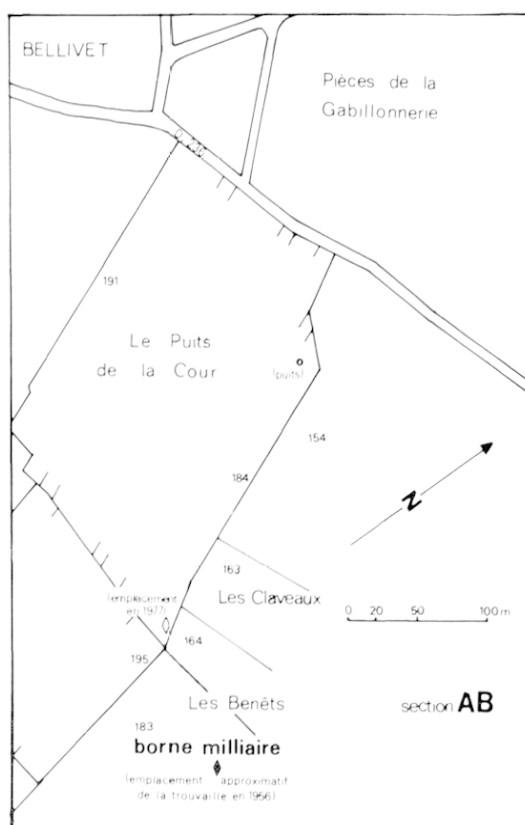 BELLIVET
Pièces de la
Gabillonnerie
191
Le Puits
de la Cour
(puits)
154
184
N
163
(emplacement
en 1977)
Les Claveaux
0 20 50 100 m
164
195
Les Benêts
section AB
183
borne milliaire
(emplacement approximatif
de la trouvaille en 1956)